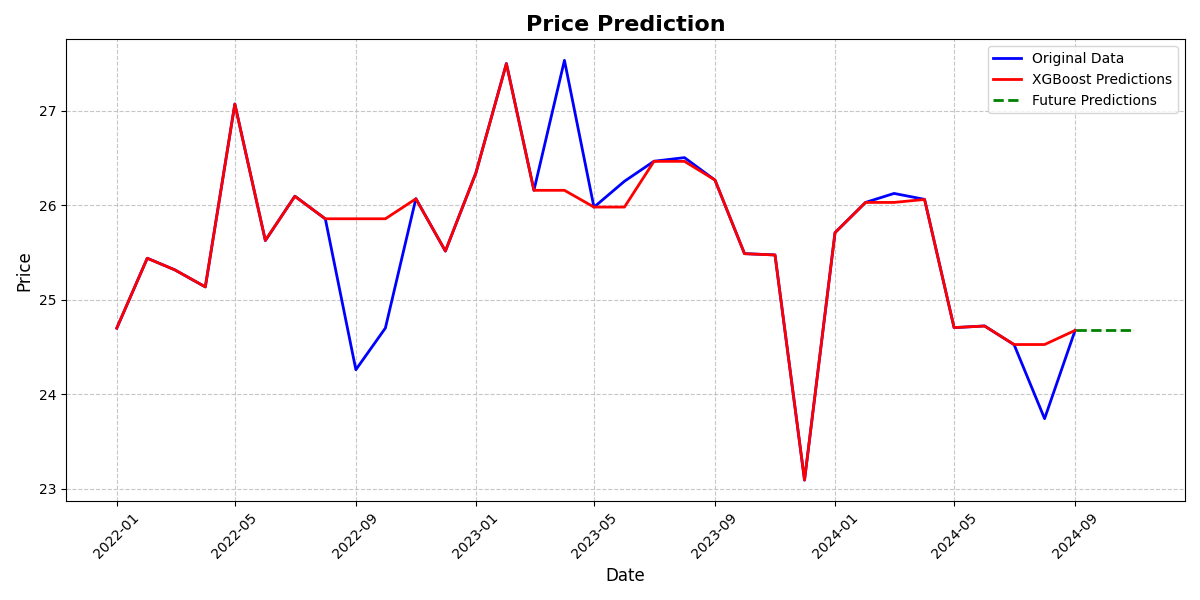 Price Prediction
Original Data
XGBoost Predictions
Future Predictions
Price
27
26
25
24
23
2022-01
2022-05
2022-09
2023-01
2023-05
2023-09
2024-01
2024-05
2024-09
Date